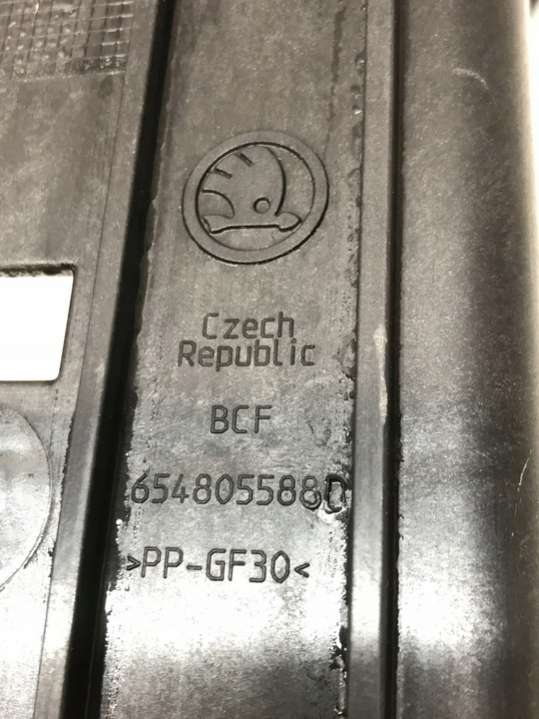 Czech
Republic
BCF
654805588D
>PP-GF30<